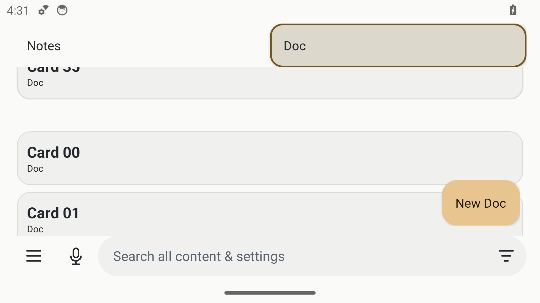 4:31
Notes
Doc
Card 35
Doc
Card 00
Doc
Card 01
Doc
New Doc
Search all content & settings